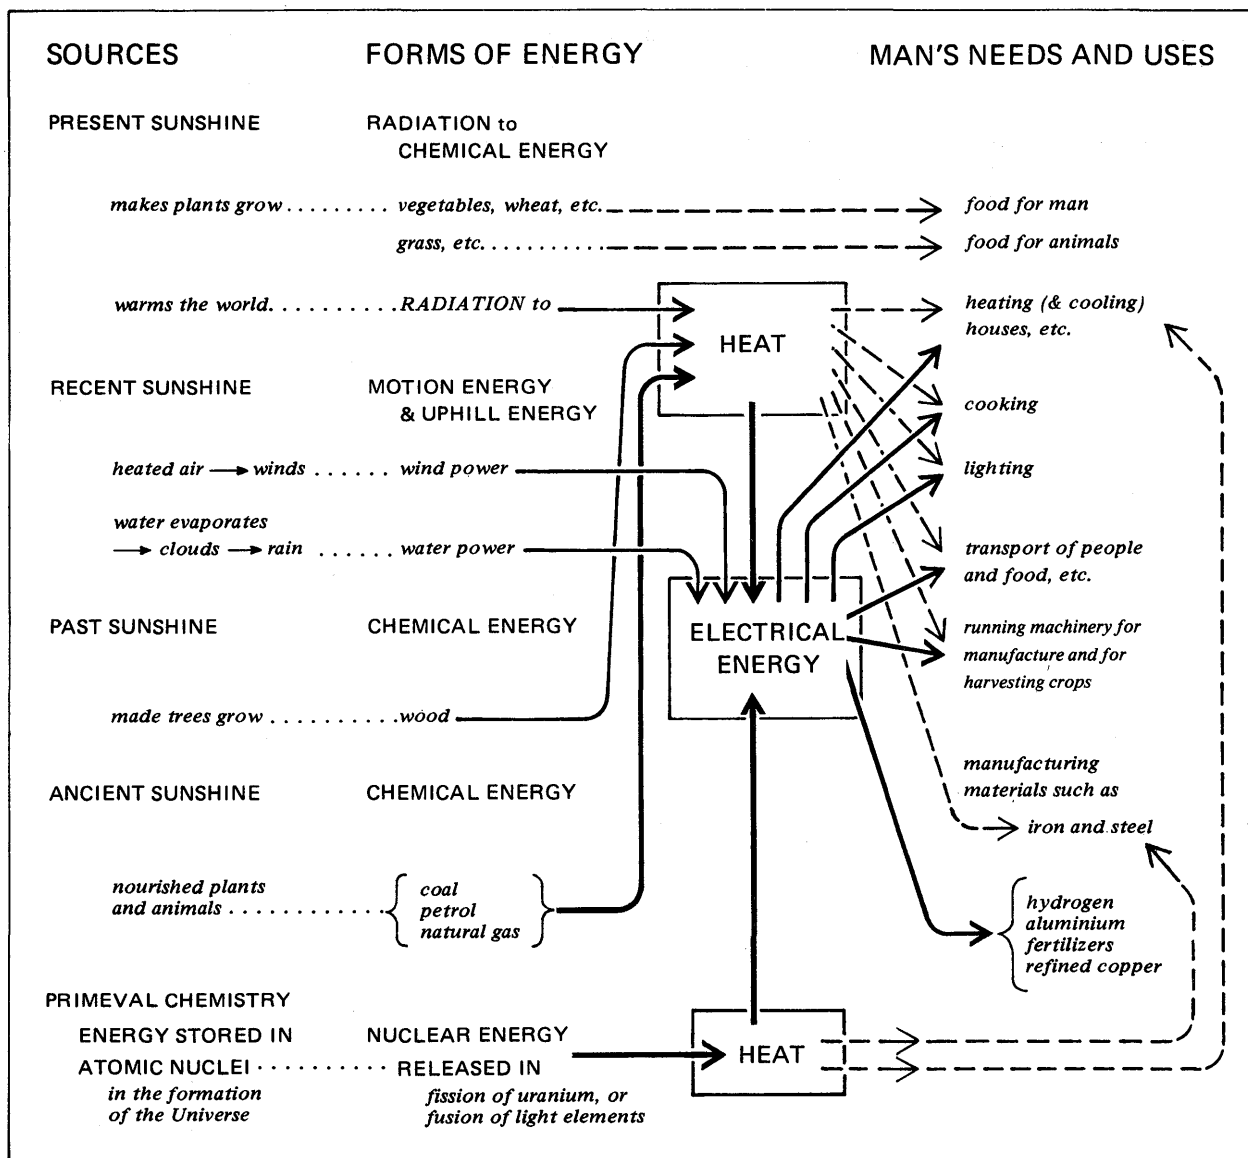 SOURCES FORMS OF ENERGY MAN'S NEEDS AND USES
PRESENT SUNSHINE RADIATION to
CHEMICAL ENERGY
makes plants grow . . . . . . . . . vegetables, wheat, etc. food for man
grass, etc. . . . . . . . . . . . food for animals
warms the world. . . . . . . . . . RADIATION to HEAT heating (& cooling)
houses, etc.
RECENT SUNSHINE MOTION ENERGY
& UPHILL ENERGY cooking
heated air → winds . . . . . . wind power lighting
water evaporates
→ clouds → rain . . . . . . water power transport of people
and food, etc.
PAST SUNSHINE CHEMICAL ENERGY ELECTRICAL
ENERGY running machinery for
manufacture and for
harvesting crops
made trees grow . . . . . . . . . . wood
manufacturing
materials such as
ANCIENT SUNSHINE CHEMICAL ENERGY
iron and steel
nourished plants
and animals . . . . . . . . . . . . coal
petrol
natural gas
hydrogen
aluminium
fertilizers
refined copper
PRIMEVAL CHEMISTRY
ENERGY STORED IN NUCLEAR ENERGY
ATOMIC NUCLEI . . . . . . . . . . RELEASED IN HEAT
in the formation fission of uranium, or
of the Universe fusion of light elements